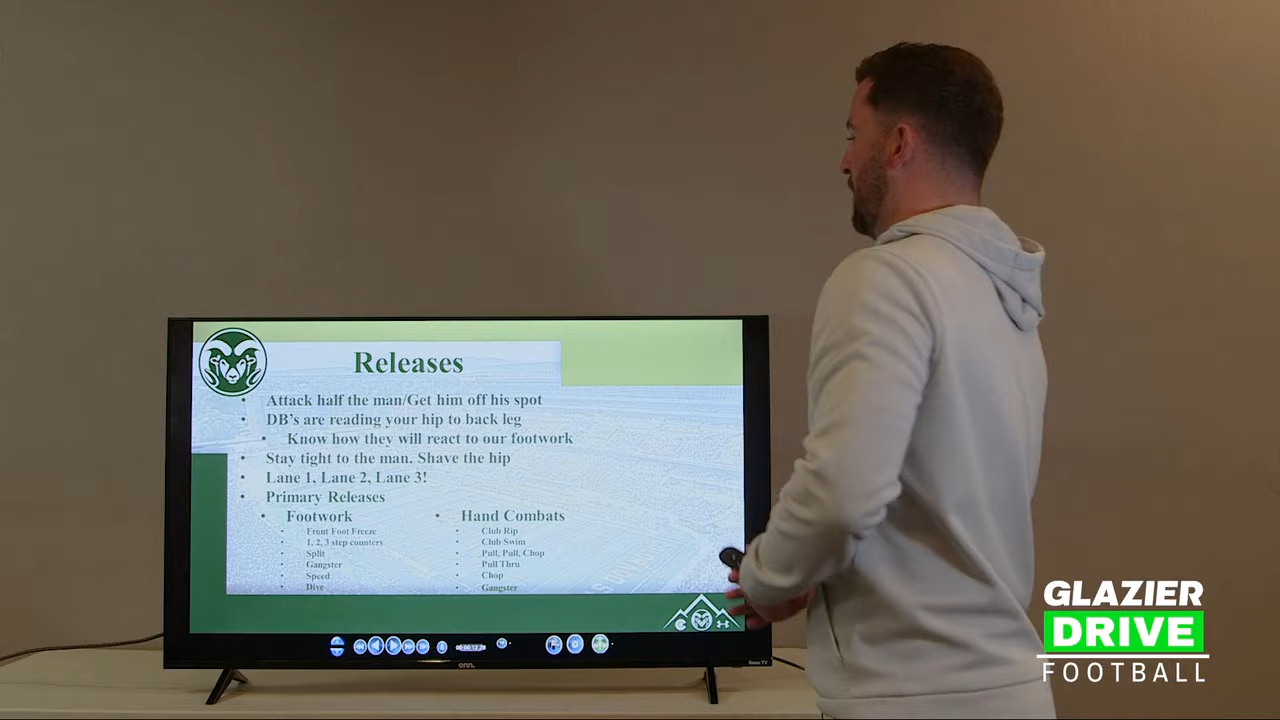 Releases
• Attack half the man/Get him off his spot
• DB's are reading your hip to back leg
• Know how they will react to our footwork
• Stay tight to the man. Shave the hip
• Lane 1, Lane 2, Lane 3!
• Primary Releases
• Footwork
• Front Foot Freeze
• 1, 2, 3 step counters
• Split
• Gangster
• Speed
• Dive
• Hand Combats
• Club Rip
• Club Swim
• Pull, Pull, Chop
• Pull Thru
• Chop
• Gangster
onn.
Roku TV
GLAZIER
DRIVE
FOOTBALL